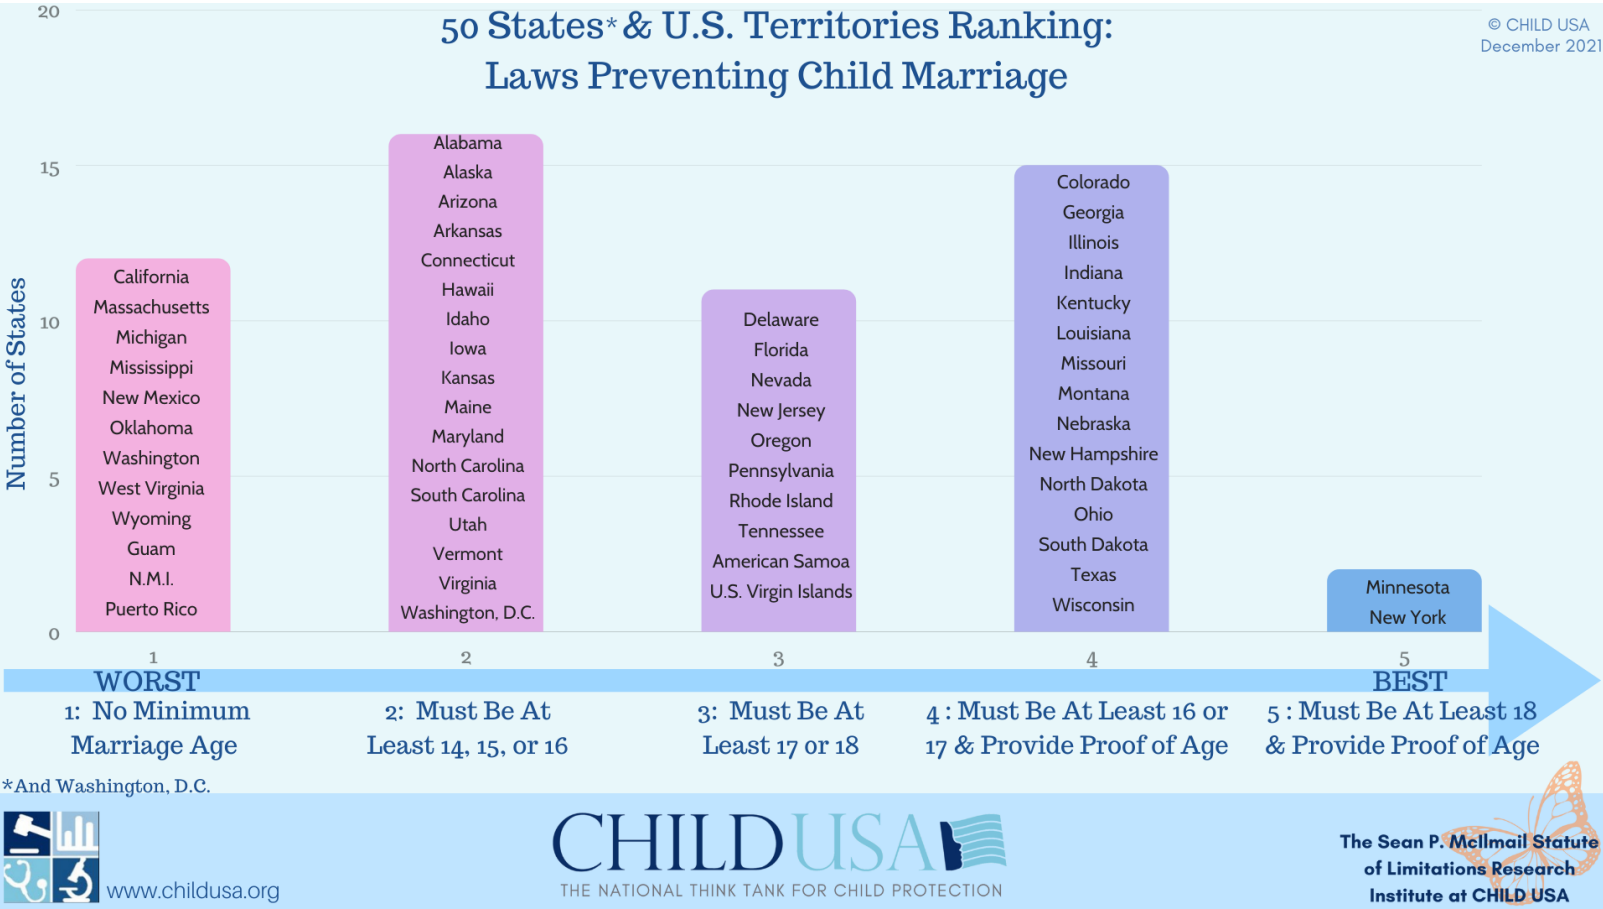 50 States* & U.S. Territories Ranking:
Laws Preventing Child Marriage
© CHILD USA
December 2021
Number of States
20
15
10
5
0
California
Massachusetts
Michigan
Mississippi
New Mexico
Oklahoma
Washington
West Virginia
Wyoming
Guam
N.M.I.
Puerto Rico
Alabama
Alaska
Arizona
Arkansas
Connecticut
Hawaii
Idaho
Iowa
Kansas
Maine
Maryland
North Carolina
South Carolina
Utah
Vermont
Virginia
Washington, D.C.
Delaware
Florida
Nevada
New Jersey
Oregon
Pennsylvania
Rhode Island
Tennessee
American Samoa
U.S. Virgin Islands
Colorado
Georgia
Illinois
Indiana
Kentucky
Louisiana
Missouri
Montana
Nebraska
New Hampshire
North Dakota
Ohio
South Dakota
Texas
Wisconsin
Minnesota
New York
1
2
3
4
5
WORST
BEST
1: No Minimum
Marriage Age
2: Must Be At
Least 14, 15, or 16
3: Must Be At
Least 17 or 18
4 : Must Be At Least 16 or
17 & Provide Proof of Age
5 : Must Be At Least 18
& Provide Proof of Age
*And Washington, D.C.
www.childusa.org
CHILD USA
THE NATIONAL THINK TANK FOR CHILD PROTECTION
The Sean P. McIlmail Statute
of Limitations Research
Institute at CHILD USA